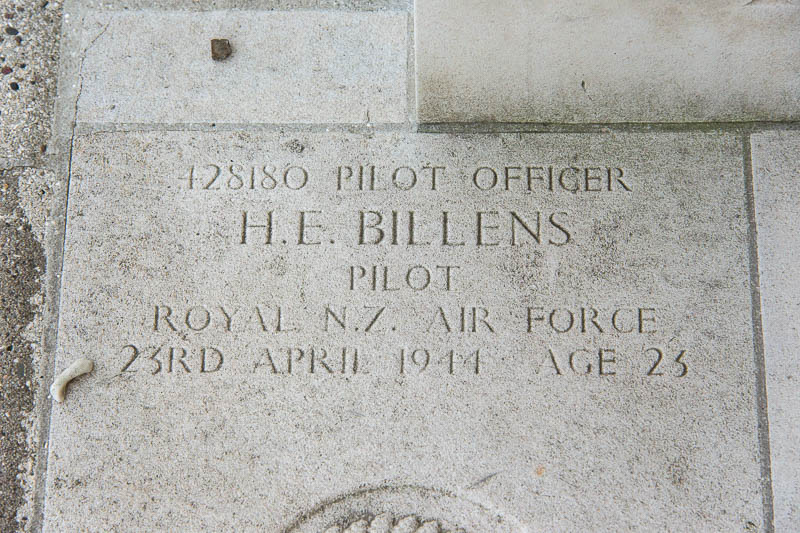 428180 PILOT OFFICER
H.E. BILLENS
PILOT
ROYAL N.Z. AIR FORCE
23RD APRIL 1944 AGE 23